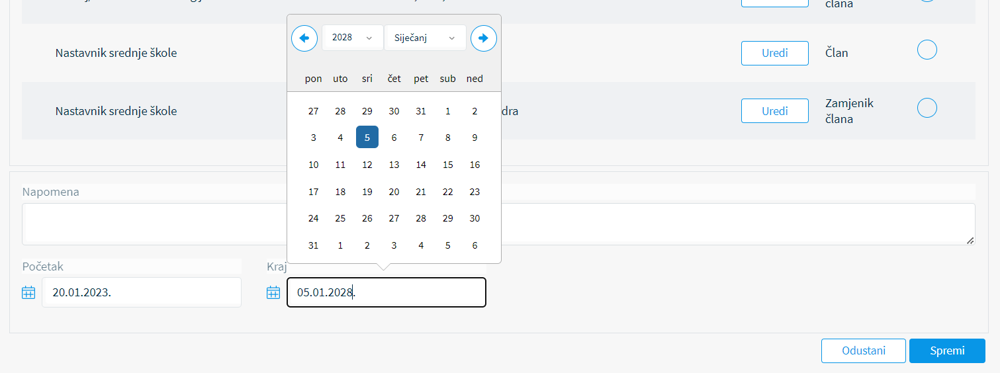 člana
2028 Siječanj
Nastavnik srednje škole Uredi Član
pon uto sri čet pet sub ned
Nastavnik srednje škole dra Uredi Zamjenik člana
27 28 29 30 31 1 2
3 4 5 6 7 8 9
10 11 12 13 14 15 16
17 18 19 20 21 22 23
24 25 26 27 28 29 30
31 1 2 3 4 5 6
Napomena
Početak Kraj
20.01.2023. 05.01.2028.
Odustani Spremi